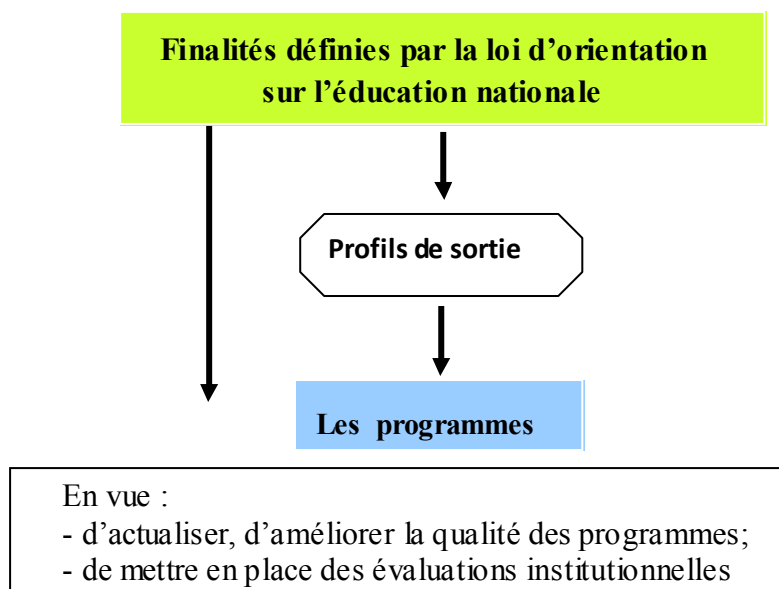 Finalités définies par la loi d’orientation
sur l’éducation nationale
Profils de sortie
Les programmes
En vue :
- d’actualiser, d’améliorer la qualité des programmes;
- de mettre en place des évaluations institutionnelles